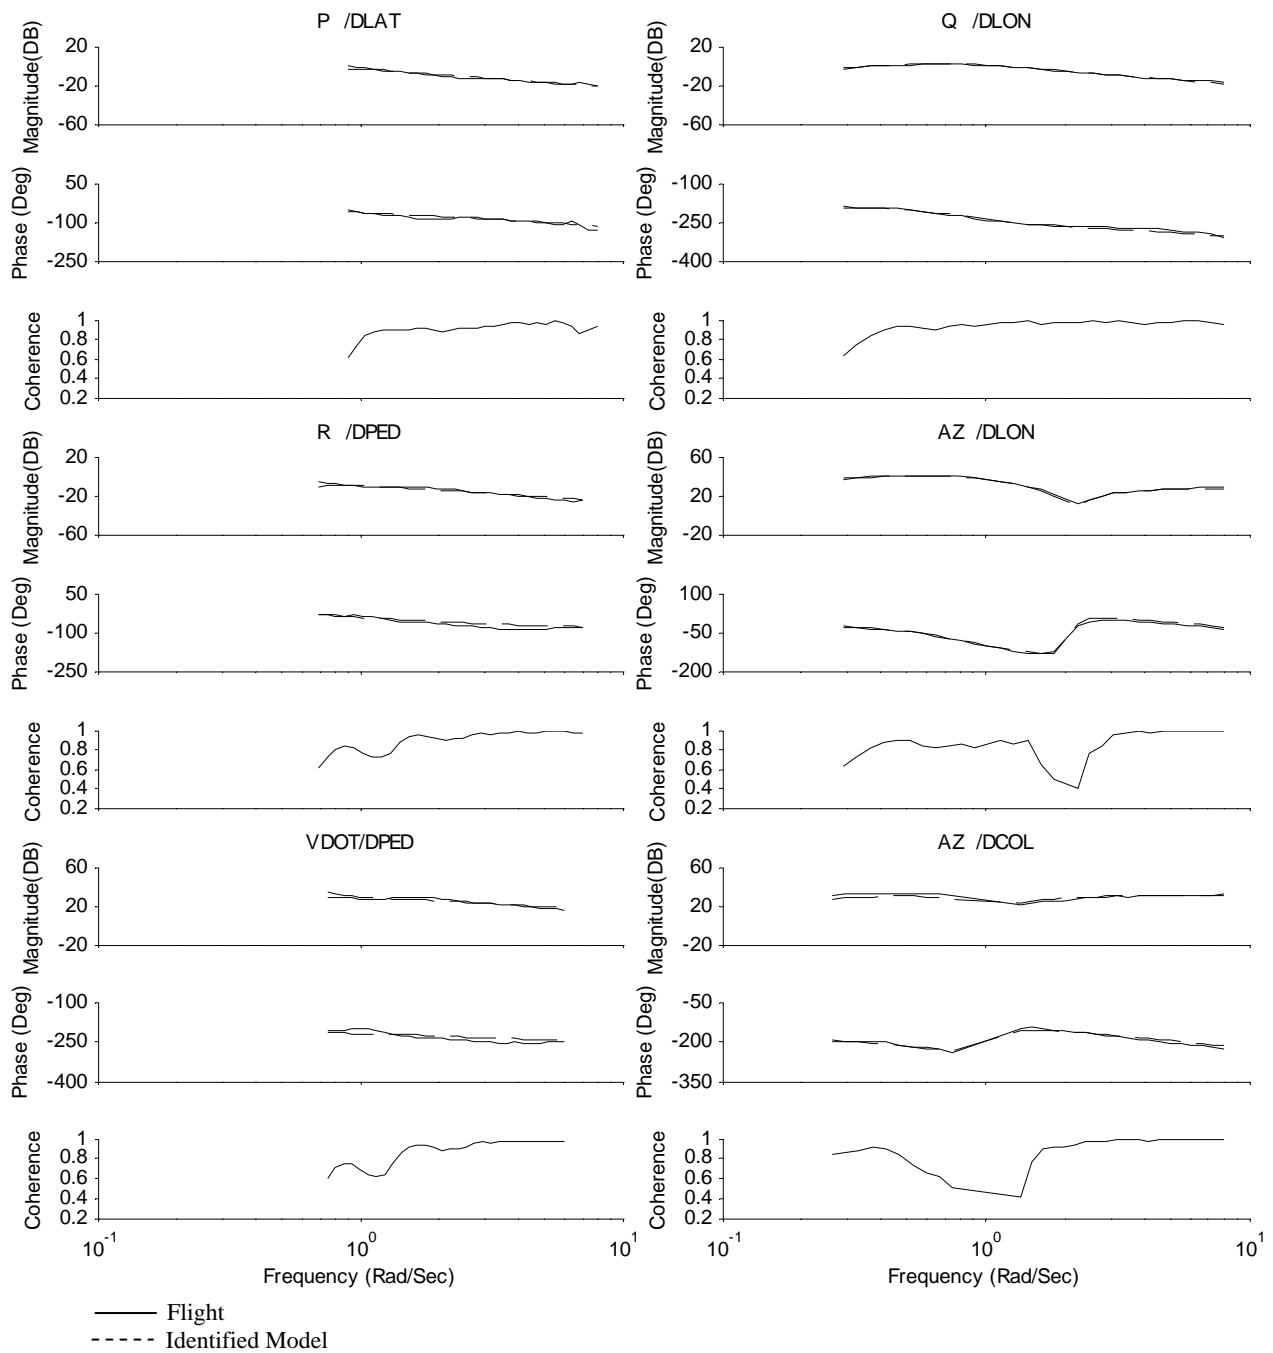 P /DLAT
Magnitude(DB)
20
-20
-60
Phase (Deg)
50
-100
-250
Coherence
1
0.8
0.6
0.4
0.2
Q /DLON
Magnitude(DB)
20
-20
-60
Phase (Deg)
-100
-250
-400
Coherence
1
0.8
0.6
0.4
0.2
R /DPED
Magnitude(DB)
20
-20
-60
Phase (Deg)
50
-100
-250
Coherence
1
0.8
0.6
0.4
0.2
AZ /DLON
Magnitude(DB)
60
20
-20
Phase (Deg)
100
-50
-200
Coherence
1
0.8
0.6
0.4
0.2
VDOT/DPED
Magnitude(DB)
60
20
-20
Phase (Deg)
-100
-250
-400
Coherence
1
0.8
0.6
0.4
0.2
10^-1 10^0 10^1
Frequency (Rad/Sec)
AZ /DCOL
Magnitude(DB)
60
20
-20
Phase (Deg)
-50
-200
-350
Coherence
1
0.8
0.6
0.4
0.2
10^-1 10^0 10^1
Frequency (Rad/Sec)
Flight
Identified Model